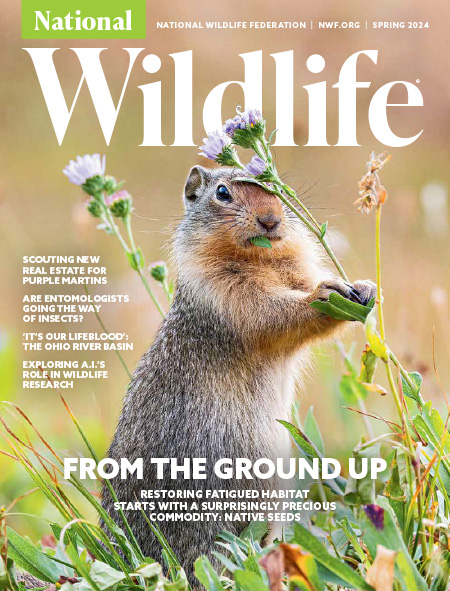 National
NATIONAL WILDLIFE FEDERATION | NWF.ORG | SPRING 2024
Wildlife®
SCOUTING NEW
REAL ESTATE FOR
PURPLE MARTINS
ARE ENTOMOLOGISTS
GOING THE WAY
OF INSECTS?
'IT'S OUR LIFEBLOOD':
THE OHIO RIVER BASIN
EXPLORING A.I.'S
ROLE IN WILDLIFE
RESEARCH
FROM THE GROUND UP
RESTORING FATIGUED HABITAT
STARTS WITH A SURPRISINGLY PRECIOUS
COMMODITY: NATIVE SEEDS